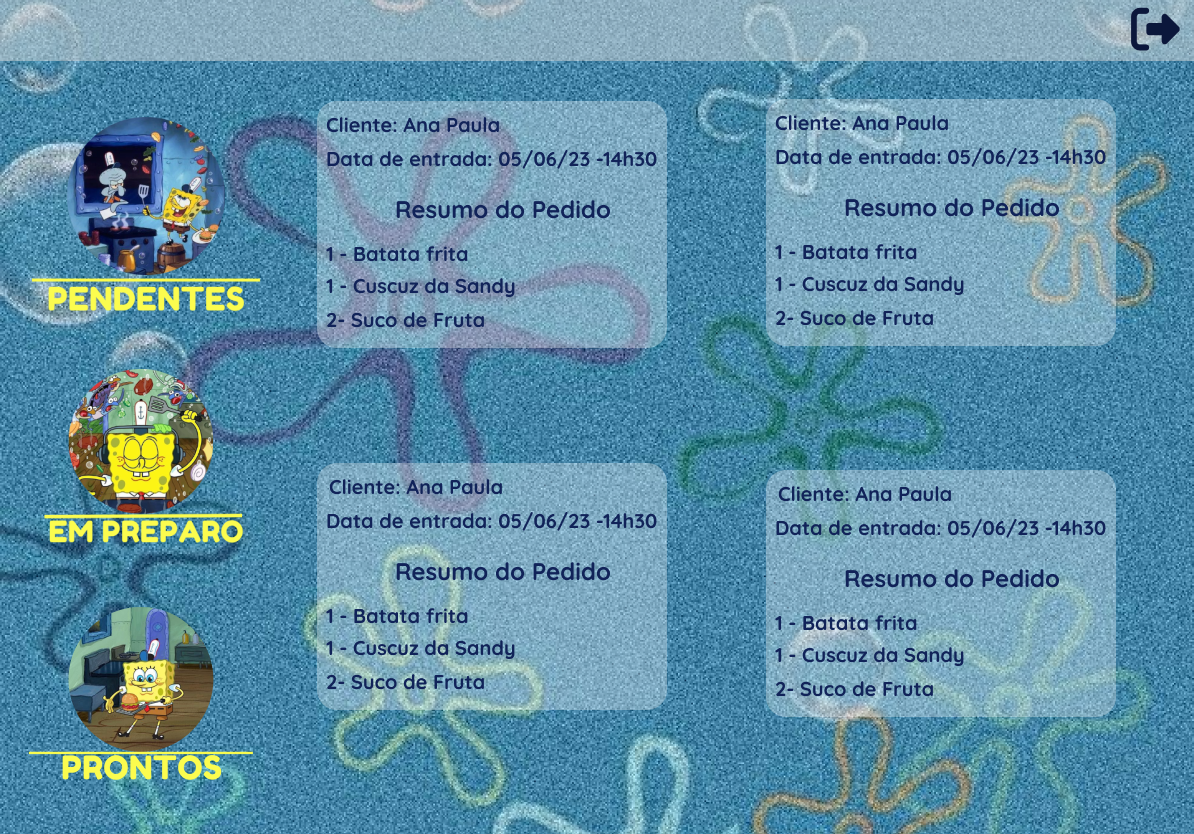 PENDENTES
EM PREPARO
PRONTOS
Cliente: Ana Paula
Data de entrada: 05/06/23 -14h30
Resumo do Pedido
1 - Batata frita
1 - Cuscuz da Sandy
2- Suco de Fruta
Cliente: Ana Paula
Data de entrada: 05/06/23 -14h30
Resumo do Pedido
1 - Batata frita
1 - Cuscuz da Sandy
2- Suco de Fruta
Cliente: Ana Paula
Data de entrada: 05/06/23 -14h30
Resumo do Pedido
1 - Batata frita
1 - Cuscuz da Sandy
2- Suco de Fruta
Cliente: Ana Paula
Data de entrada: 05/06/23 -14h30
Resumo do Pedido
1 - Batata frita
1 - Cuscuz da Sandy
2- Suco de Fruta